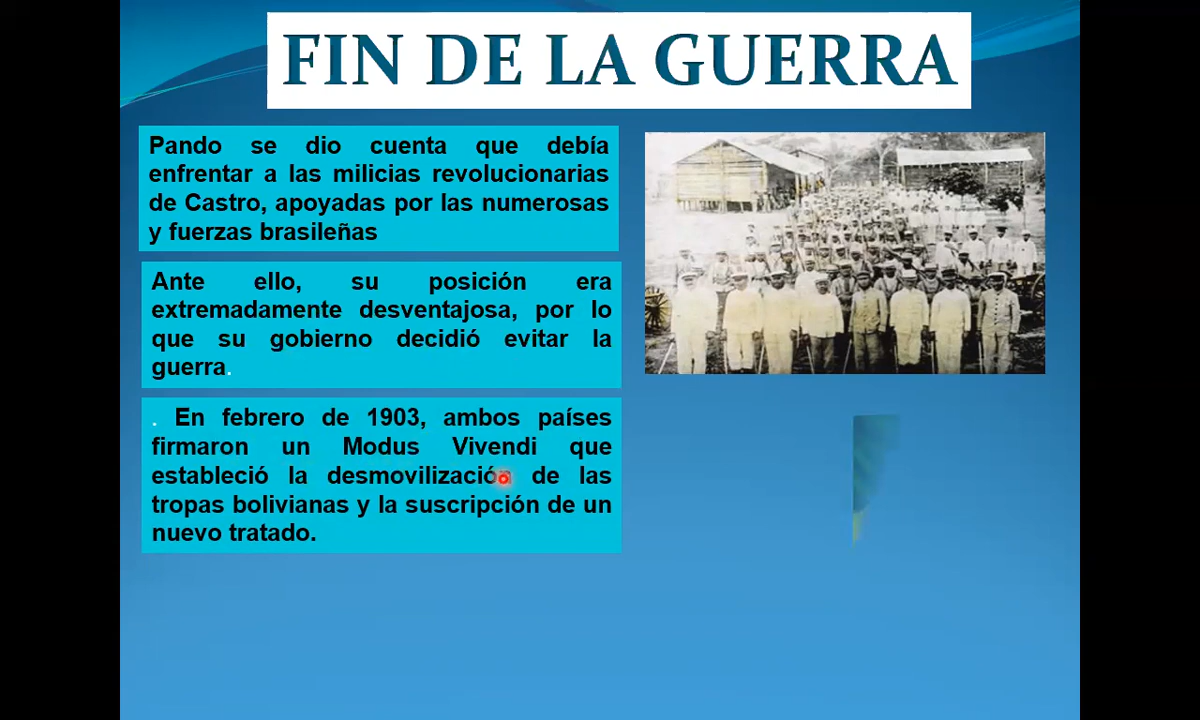 FIN DE LA GUERRA
Pando se dio cuenta que debía
enfrentar a las milicias revolucionarias
de Castro, apoyadas por las numerosas
y fuerzas brasileñas
Ante ello, su posición era
extremadamente desventajosa, por lo
que su gobierno decidió evitar la
guerra.
. En febrero de 1903, ambos países
firmaron un Modus Vivendi que
estableció la desmovilización de las
tropas bolivianas y la suscripción de un
nuevo tratado.